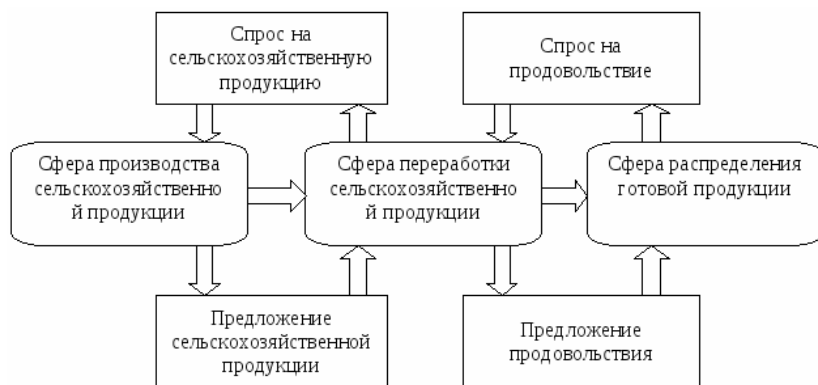 Спрос на
сельскохозяйственную
продукцию
Спрос на
продовольствие
Сфера производства
сельскохозяйственно
й продукции
Сфера переработки
сельскохозяйственно
й продукции
Сфера распределения
готовой продукции
Предложение
сельскохозяйственной
продукции
Предложение
продовольствия